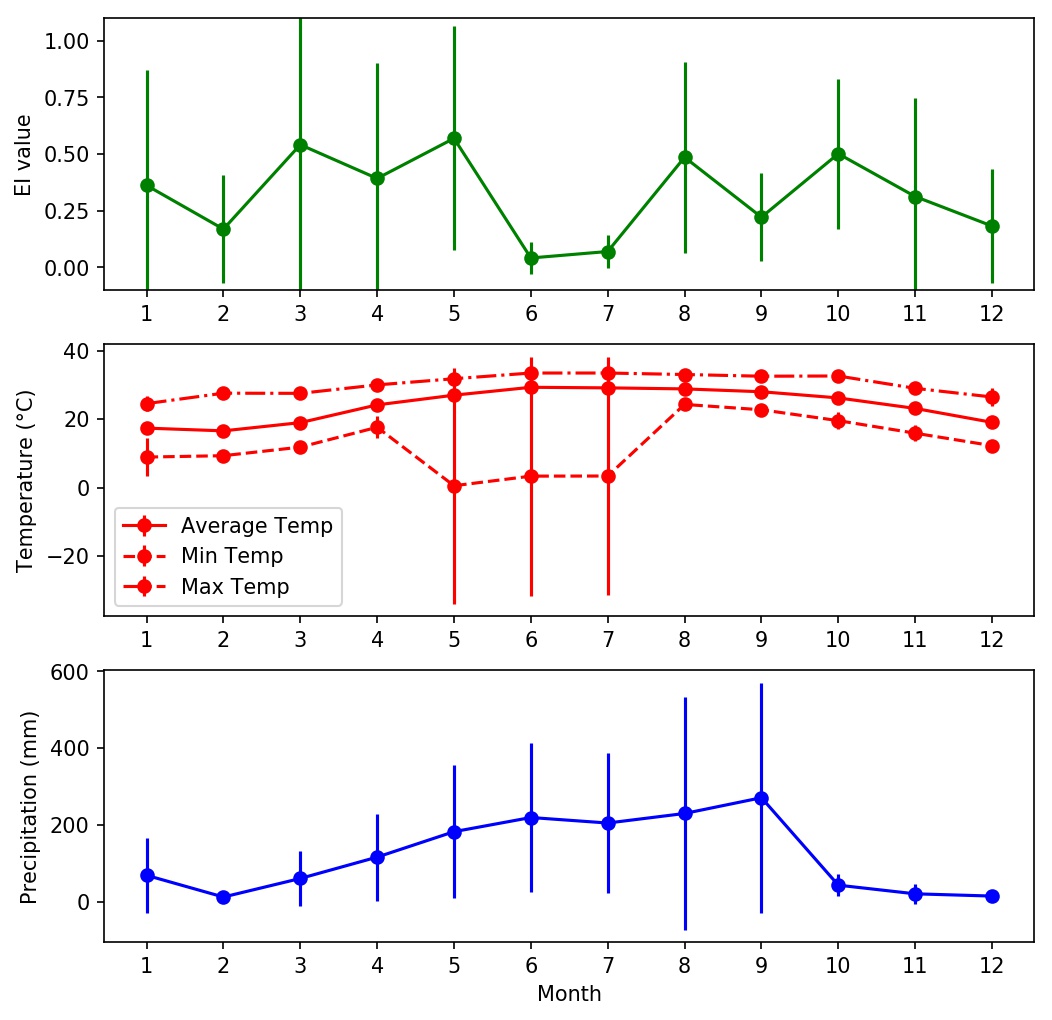 EI value
1.00
0.75
0.50
0.25
0.00
1 2 3 4 5 6 7 8 9 10 11 12
Temperature (°C)
40
20
0
−20
Average Temp
Min Temp
Max Temp
1 2 3 4 5 6 7 8 9 10 11 12
Precipitation (mm)
600
400
200
0
1 2 3 4 5 6 7 8 9 10 11 12
Month